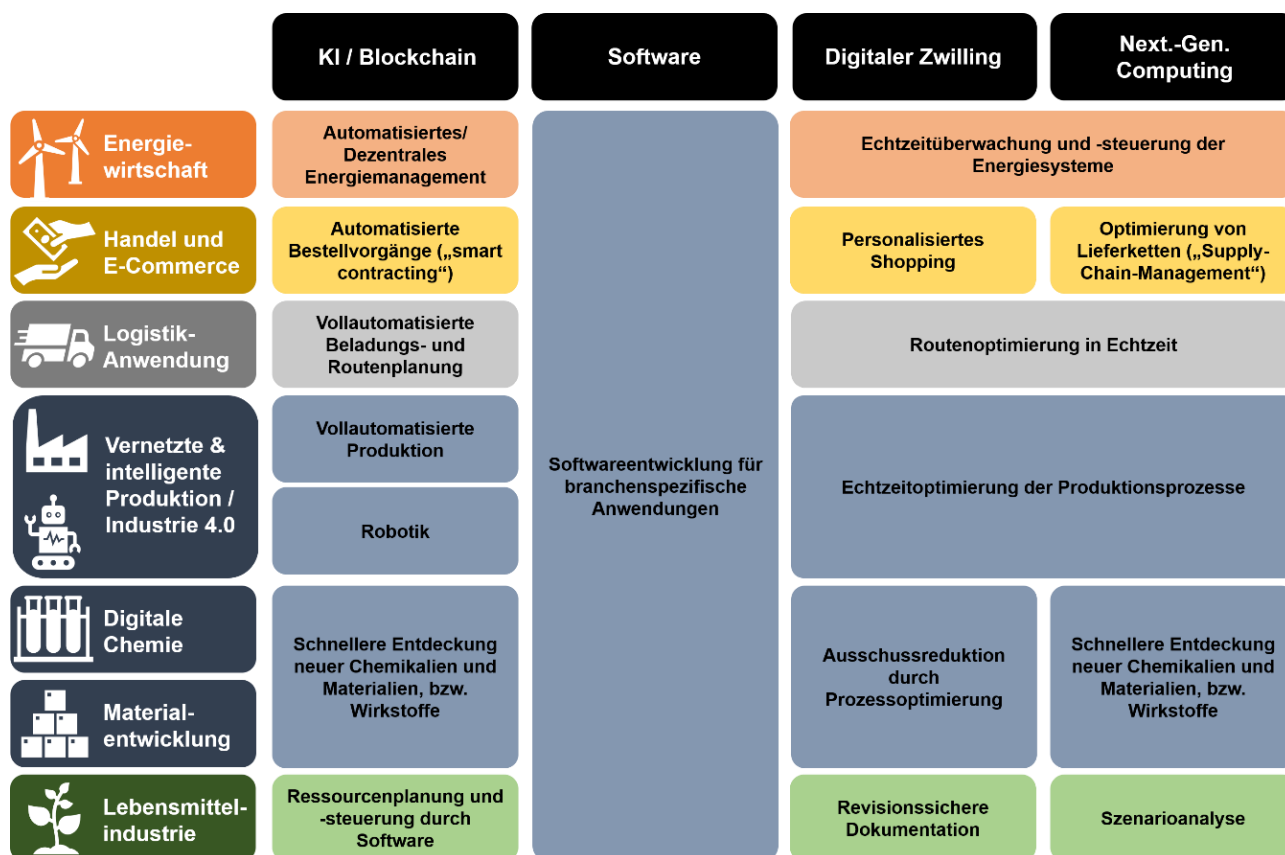 KI / Blockchain
Software
Digitaler Zwilling
Next.-Gen.
Computing
Energie-
wirtschaft
Automatisiertes/
Dezentrales
Energiemanagement
Echtzeitüberwachung und -steuerung der
Energiesysteme
Handel und
E-Commerce
Automatisierte
Bestellvorgänge („smart
contracting“)
Personalisiertes
Shopping
Optimierung von
Lieferketten („Supply-
Chain-Management“)
Logistik-
Anwendung
Vollautomatisierte
Beladungs- und
Routenplanung
Routenoptimierung in Echtzeit
Vernetzte &
intelligente
Produktion /
Industrie 4.0
Vollautomatisierte
Produktion
Robotik
Softwareentwicklung für
branchenspezifische
Anwendungen
Echtzeitoptimierung der Produktionsprozesse
Digitale
Chemie
Materialentwicklung
Schnellere Entdeckung
neuer Chemikalien und
Materialien, bzw.
Wirkstoffe
Ausschussreduktion
durch
Prozessoptimierung
Schnellere Entdeckung
neuer Chemikalien und
Materialien, bzw.
Wirkstoffe
Lebensmittel-
industrie
Ressourcenplanung und
-steuerung durch
Software
Revisionssichere
Dokumentation
Szenarioanalyse